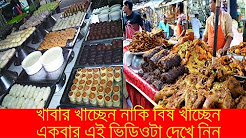 খাবার খাচ্ছেন নাকি বিষ খাচ্ছেন
একবার এই ভিডিওটা দেখে নিন